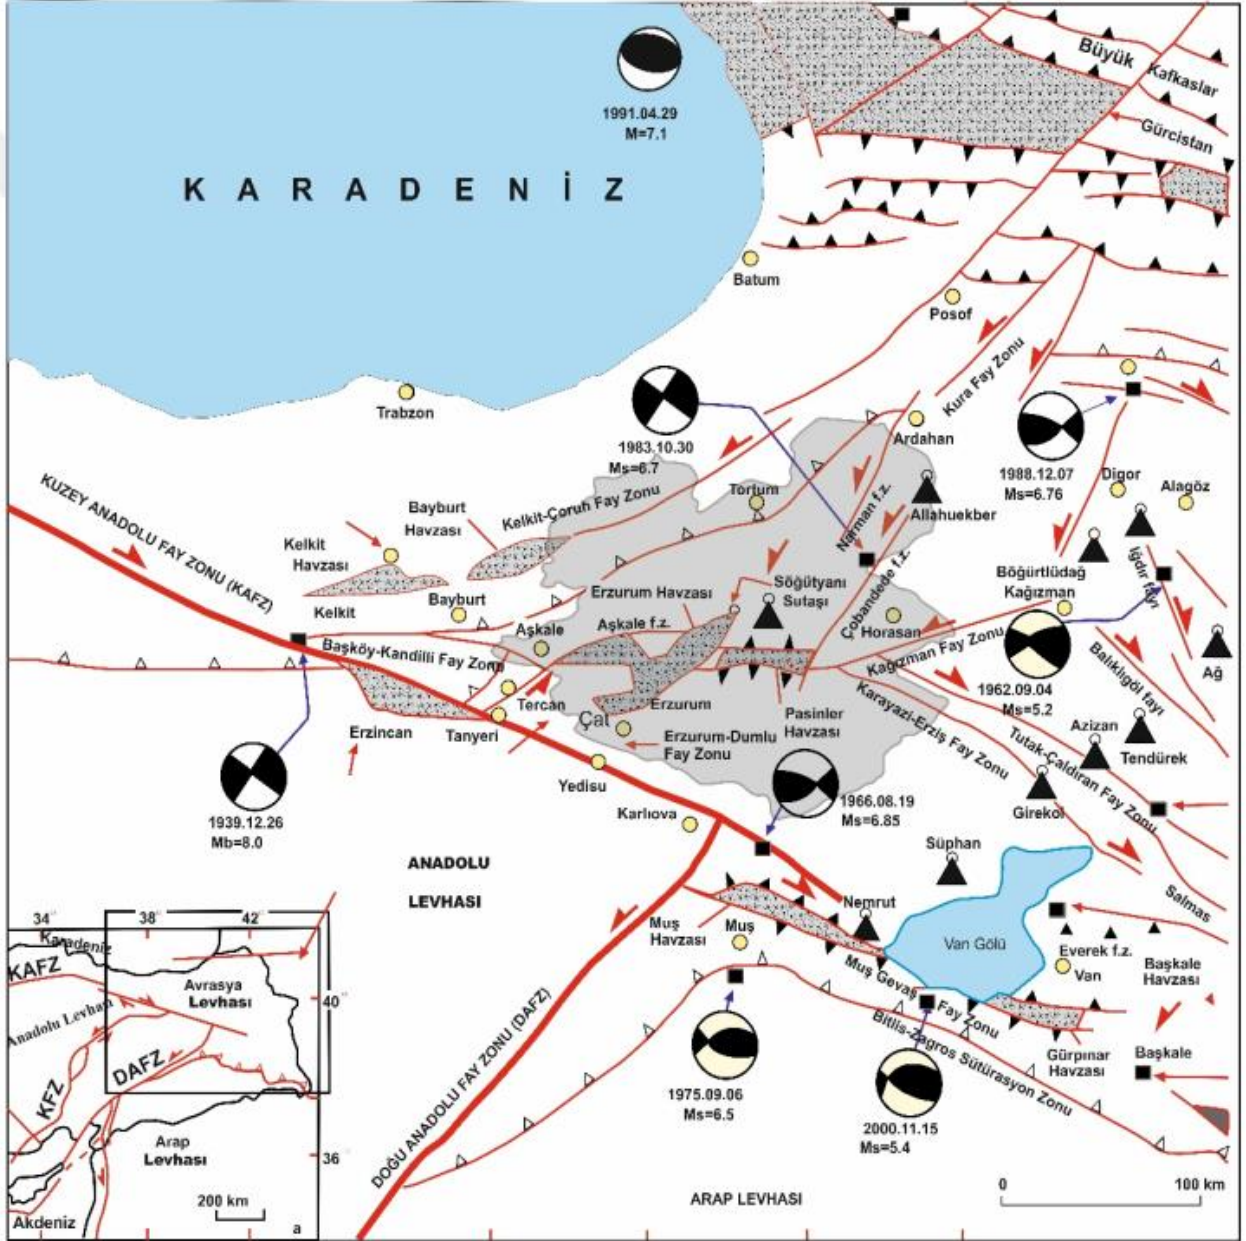 Büyük
Kafkaslar
Gürcistan
1991.04.29
M=7.1
KARADENİZ
Batum
Posof
Trabzon
Kura Fay Zonu
Ardahan
1983.10.30
Ms=6.7
1988.12.07
Ms=6.76
Digor
Alagöz
KUZEY ANADOLU FAY ZONU (KAFZ)
Bayburt
Havzası
Kelkit-Çoruh Fay Zonu
Tortum
Narman f.z.
Allahuekber
Kelkit
Havzası
Kelkit
Bayburt
Erzurum Havzası
Söğütyanı
Sutaşı
Çobandede f.z.
Böğürtlüdağ
Kağızman
Iğdır fayı
Aşkale
Aşkale f.z.
Horasan
Kağızman Fay Zonu
Başköy-Kandilli Fay Zonu
Balıklıgöl fayı
Ağ
1962.09.04
Ms=5.2
Karayazi-Erziş Fay Zonu
Tutak-Çaldıran Fay Zonu
Azizan
Tendürek
Erzincan
Tanyeri
Tercan
Çat
Erzurum
Pasinler
Havzası
Erzurum-Dumlu
Fay Zonu
Yedisu
Girekol
1939.12.26
Mb=8.0
Karlıova
1966.08.19
Ms=6.85
Süphan
ANADOLU
LEVHASI
Salmas
Nemrut
Muş
Havzası
Muş
Van Gölü
Everek f.z.
Van
Başkale
Havzası
Muş Gevaş Fay Zonu
Bitlis-Zagros Sütürasyon Zonu
Gürpınar
Havzası
Başkale
DOĞU ANADOLU FAY ZONU (DAFZ)
1975.09.06
Ms=6.5
2000.11.15
Ms=5.4
ARAP LEVHASI
0 100 km
34 38 42
Karadeniz
KAFZ
Avrasya
Levhası
40
Anadolu Levhası
DAFZ
KFZ
Arap
Levhası
36
200 km
Akdeniz
a